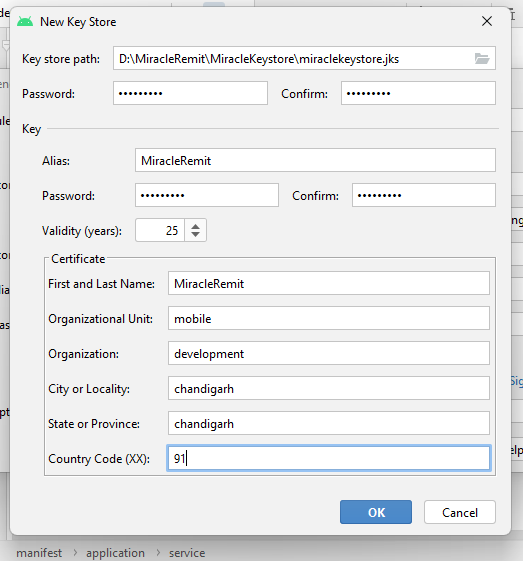 New Key Store
Key store path: D:\MiracleRemit\MiracleKeystore\miraclekeystore.jks
Password: ••••••••• Confirm: •••••••••
Key
Alias: MiracleRemit
Password: ••••••••• Confirm: •••••••••
Validity (years): 25
Certificate
First and Last Name: MiracleRemit
Organizational Unit: mobile
Organization: development
City or Locality: chandigarh
State or Province: chandigarh
Country Code (XX): 91
OK Cancel
manifest › application › service